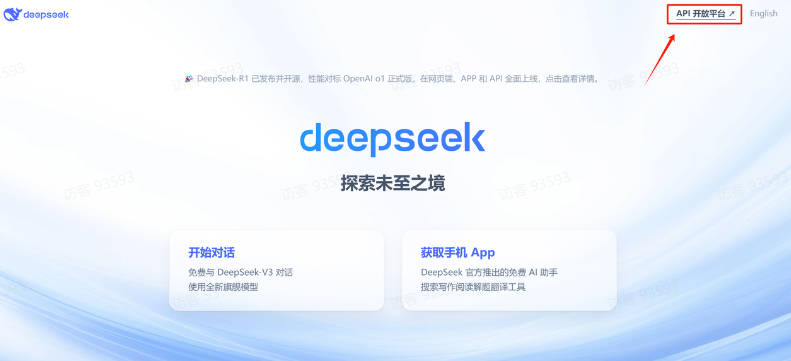 deepseek
API 开放平台 ↗
English
🎉 DeepSeek-R1 已发布并开源，性能对标 OpenAI o1 正式版。在网页端、APP 和 API 全面上线，点击查看详情。
deepseek
探索未至之境
开始对话
免费与 DeepSeek-V3 对话
使用全新旗舰模型
获取手机 App
DeepSeek 官方推出的免费 AI 助手
搜索写作阅读解题翻译工具
访客 93593
访客 93593
访客 93593
访客 93593
访客 93593
访客 93593